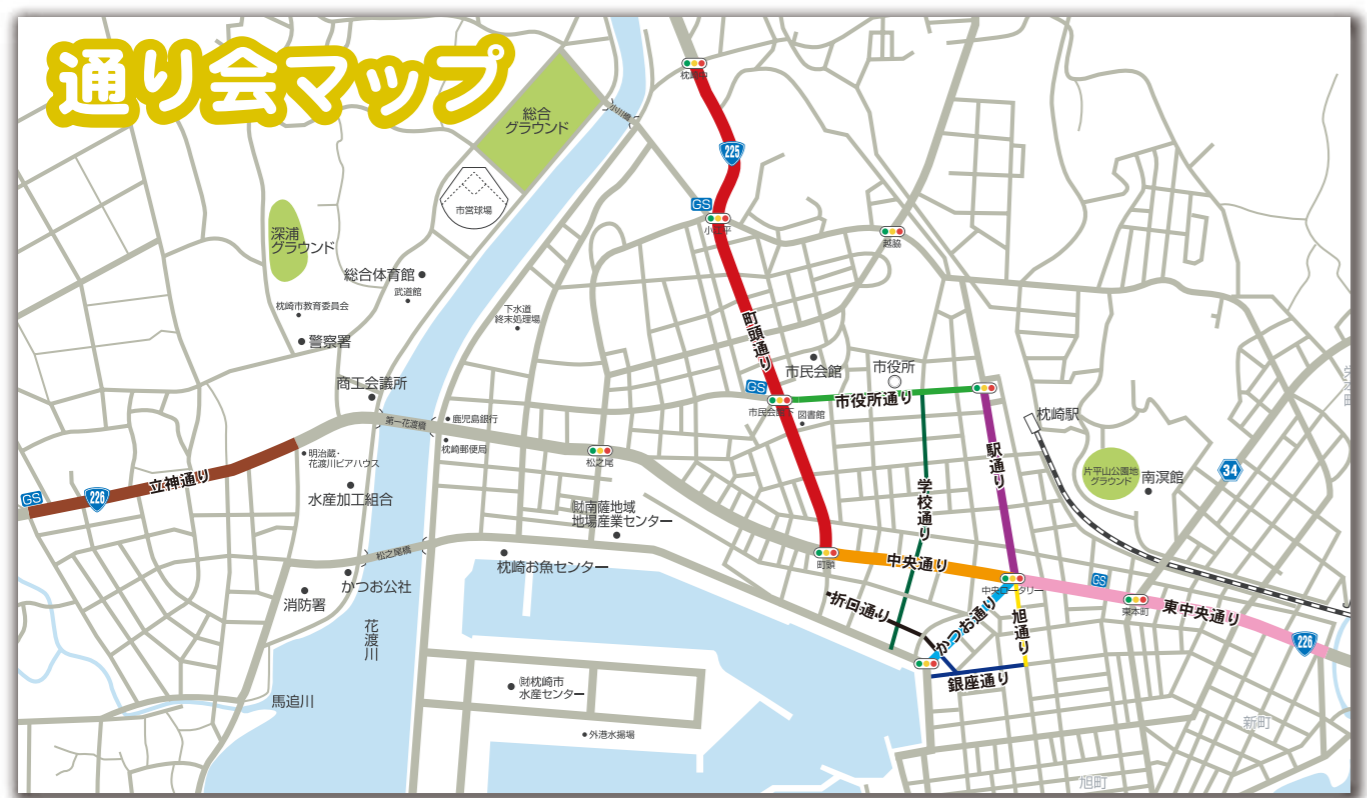 通り会マップ
総合
グラウンド
225
GS
市営球場
深浦
グラウンド
越脇
総合体育館
武道館
枕崎市教育委員会
下水道
終末処理場
警察署
町頭通り
市民会館
市役所
商工会議所
GS
市役所通り
図書館
枕崎駅
第一花渡橋
鹿児島銀行
枕崎郵便局
松之尾
駅通り
明治蔵・
花渡川ビアハウス
立神通り
226
GS
水産加工組合
学校通り
片平山公園地
グラウンド
南溟館
34
㈶南薩地域
地場産業センター
松之尾橋
枕崎お魚センター
町頭
中央通り
中央ロータリー
GS
かつお公社
消防署
折口通り
かつお通り
旭通り
東本町
東中央通り
226
花渡川
銀座通り
㈶枕崎市
水産センター
馬追川
外港水揚場
新町
旭町